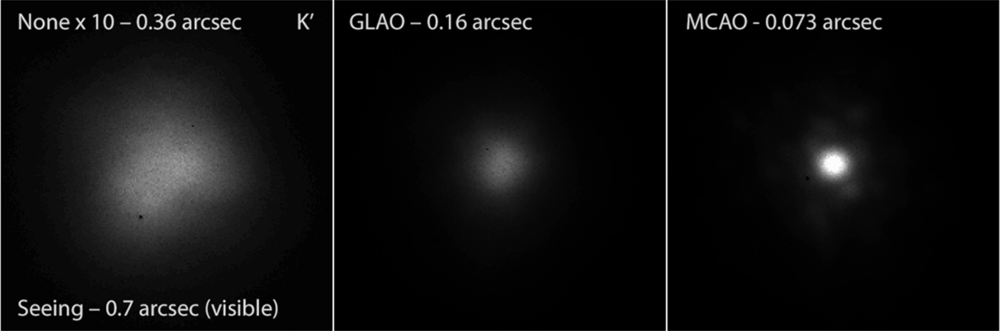 None x 10 – 0.36 arcsec K′
GLAO – 0.16 arcsec
MCAO - 0.073 arcsec
Seeing – 0.7 arcsec (visible)